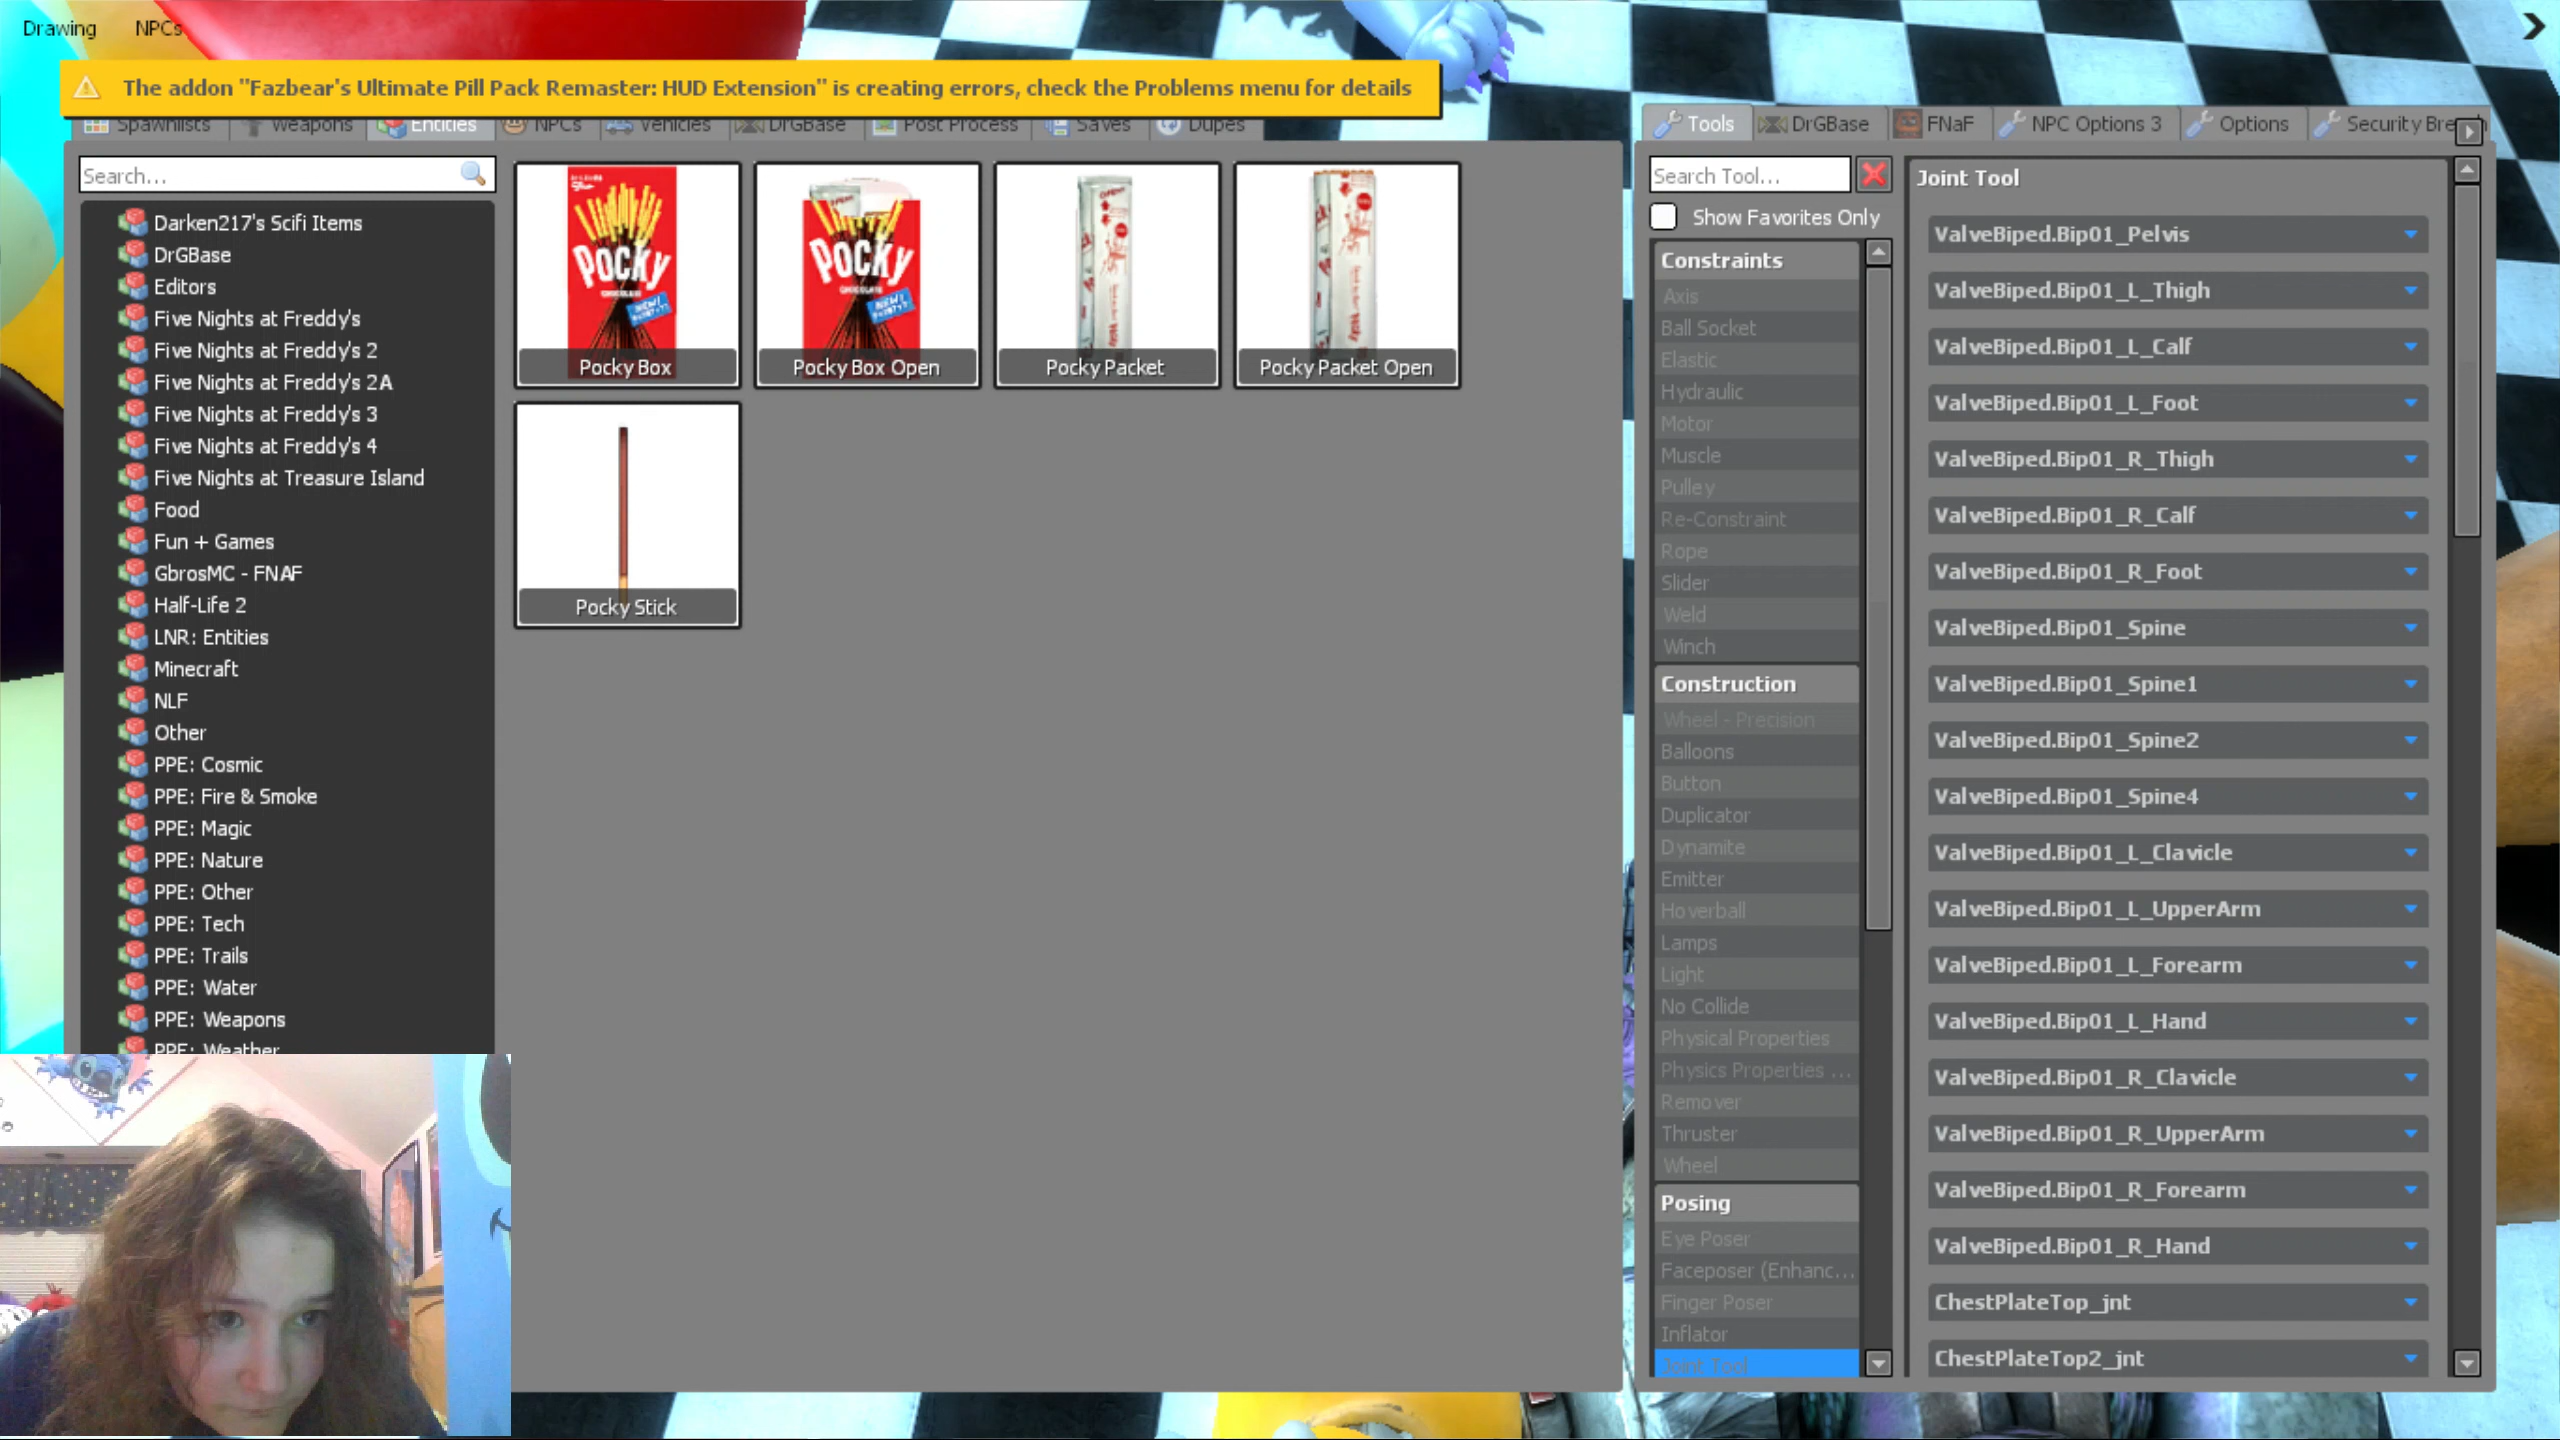 Drawing NPCs
The addon "Fazbear's Ultimate Pill Pack Remaster: HUD Extension" is creating errors, check the Problems menu for details
Spawnlists Weapons Entities NPCs Vehicles DrGBase Post Process Saves Dupes
Search...
Darken217's Scifi Items
DrGBase
Editors
Five Nights at Freddy's
Five Nights at Freddy's 2
Five Nights at Freddy's 2A
Five Nights at Freddy's 3
Five Nights at Freddy's 4
Five Nights at Treasure Island
Food
Fun + Games
GbrosMC - FNAF
Half-Life 2
LNR: Entities
Minecraft
NLF
Other
PPE: Cosmic
PPE: Fire & Smoke
PPE: Magic
PPE: Nature
PPE: Other
PPE: Tech
PPE: Trails
PPE: Water
PPE: Weapons
PPE: Weather
POCKY
Pocky Box
POCKY
Pocky Box Open
Pocky Packet
Pocky Packet Open
Pocky Stick
Tools DrGBase FNaF NPC Options 3 Options Security Bre
Search Tool...
Show Favorites Only
Constraints
Axis
Ball Socket
Elastic
Hydraulic
Motor
Muscle
Pulley
Re-Constraint
Rope
Slider
Weld
Winch
Construction
Wheel - Precision
Balloons
Button
Duplicator
Dynamite
Emitter
Hoverball
Lamps
Light
No Collide
Physical Properties
Physics Properties ...
Remover
Thruster
Wheel
Posing
Eye Poser
Faceposer (Enhanc...
Finger Poser
Inflator
Joint Tool
Joint Tool
ValveBiped.Bip01_Pelvis
ValveBiped.Bip01_L_Thigh
ValveBiped.Bip01_L_Calf
ValveBiped.Bip01_L_Foot
ValveBiped.Bip01_R_Thigh
ValveBiped.Bip01_R_Calf
ValveBiped.Bip01_R_Foot
ValveBiped.Bip01_Spine
ValveBiped.Bip01_Spine1
ValveBiped.Bip01_Spine2
ValveBiped.Bip01_Spine4
ValveBiped.Bip01_L_Clavicle
ValveBiped.Bip01_L_UpperArm
ValveBiped.Bip01_L_Forearm
ValveBiped.Bip01_L_Hand
ValveBiped.Bip01_R_Clavicle
ValveBiped.Bip01_R_UpperArm
ValveBiped.Bip01_R_Forearm
ValveBiped.Bip01_R_Hand
ChestPlateTop_jnt
ChestPlateTop2_jnt